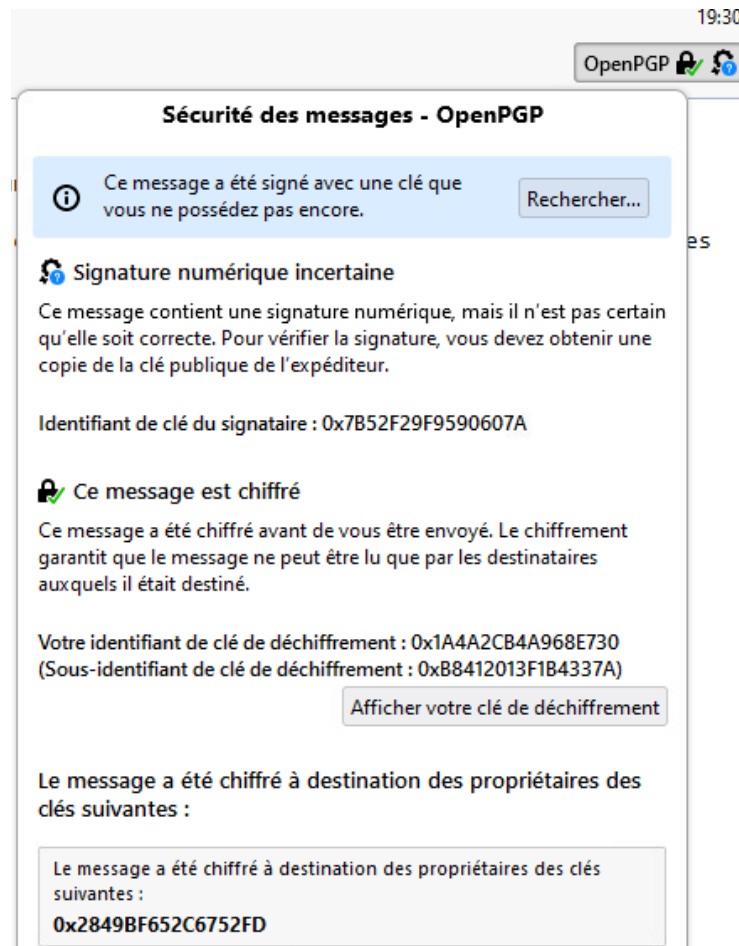 19:30
OpenPGP
Sécurité des messages - OpenPGP
Ce message a été signé avec une clé que
vous ne possédez pas encore.
Rechercher...
es
Signature numérique incertaine
Ce message contient une signature numérique, mais il n’est pas certain
qu’elle soit correcte. Pour vérifier la signature, vous devez obtenir une
copie de la clé publique de l’expéditeur.
Identifiant de clé du signataire : 0x7B52F29F9590607A
Ce message est chiffré
Ce message a été chiffré avant de vous être envoyé. Le chiffrement
garantit que le message ne peut être lu que par les destinataires
auxquels il était destiné.
Votre identifiant de clé de déchiffrement : 0x1A4A2CB4A968E730
(Sous-identifiant de clé de déchiffrement : 0xB8412013F1B4337A)
Afficher votre clé de déchiffrement
Le message a été chiffré à destination des propriétaires des
clés suivantes :
Le message a été chiffré à destination des propriétaires des clés
suivantes :
0x2849BF652C6752FD